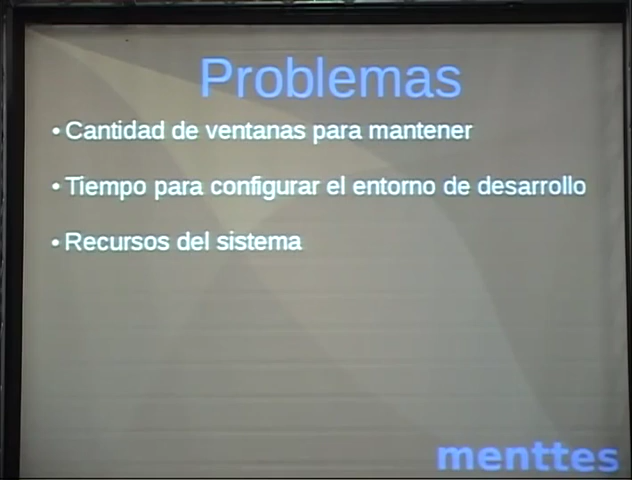 Problemas
• Cantidad de ventanas para mantener
• Tiempo para configurar el entorno de desarrollo
• Recursos del sistema
menttes